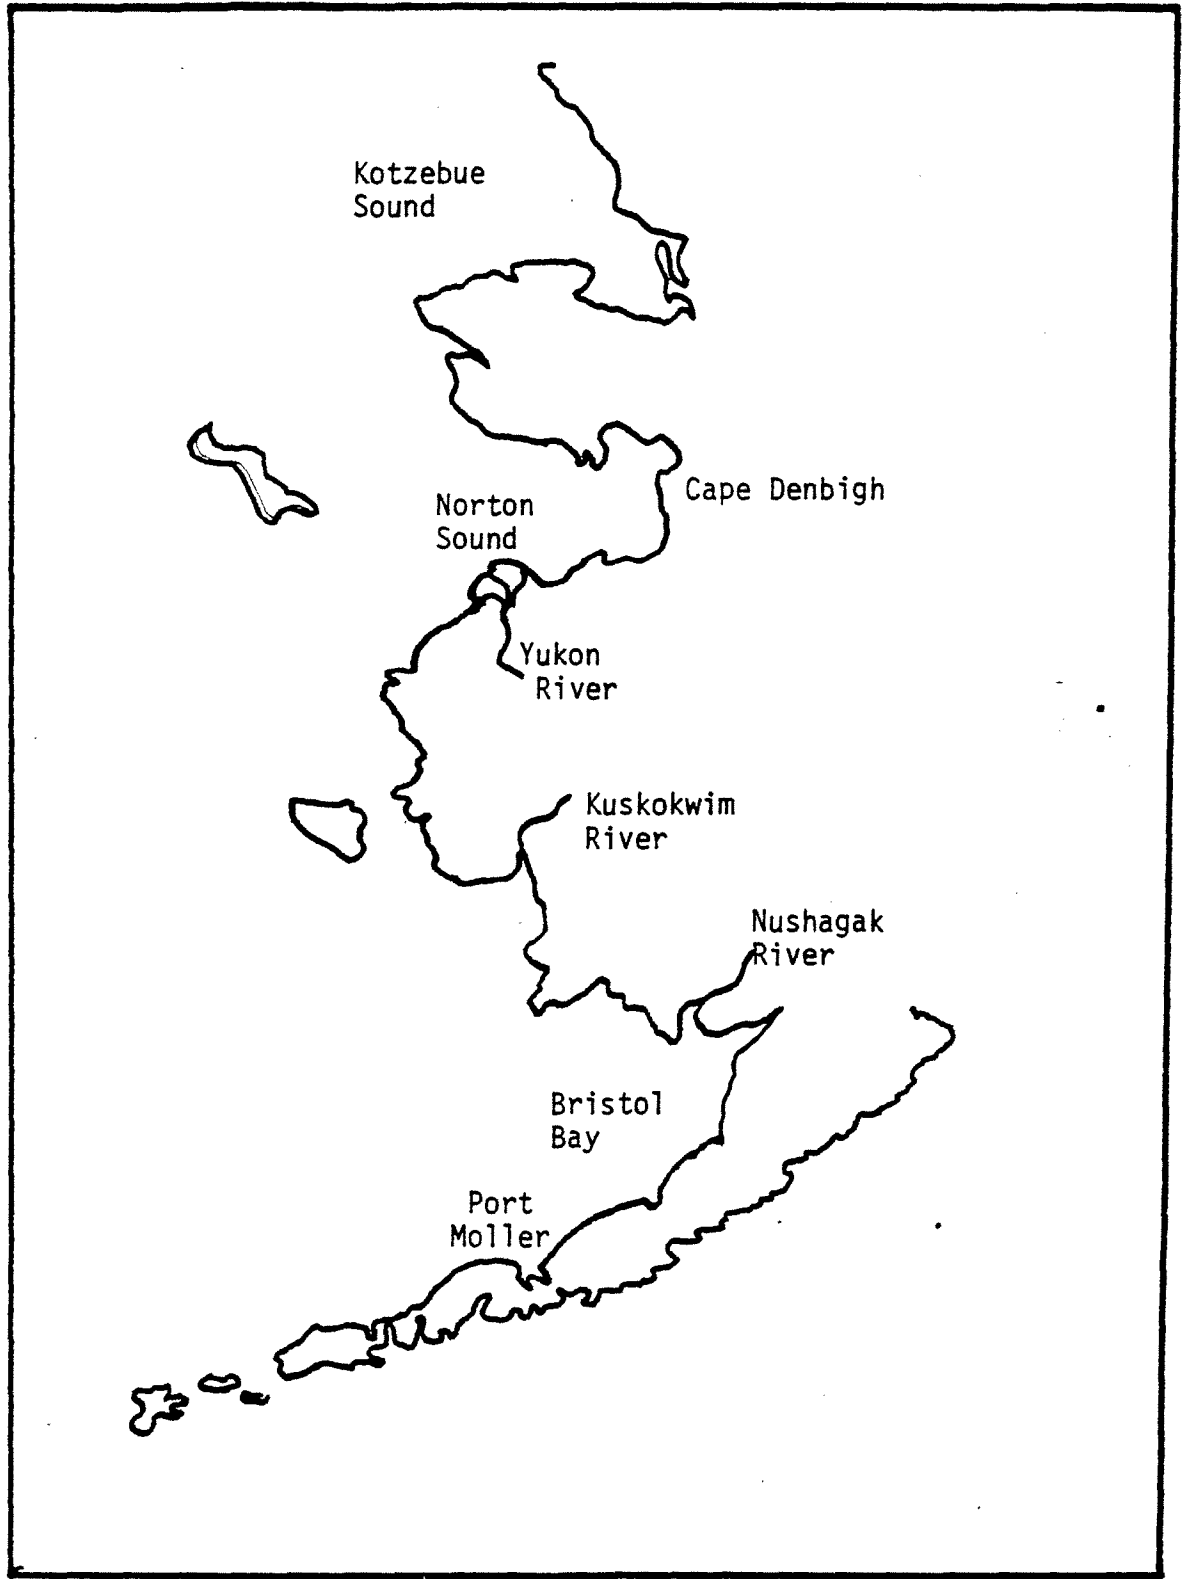 Kotzebue
Sound
Cape Denbigh
Norton
Sound
Yukon
River
Kuskokwim
River
Nushagak
River
Bristol
Bay
Port
Moller